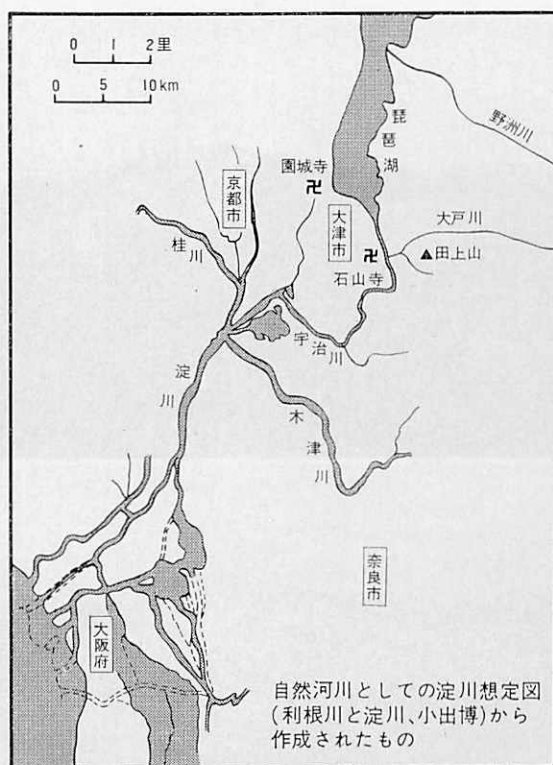 0 1 2里
0 5 10km
野洲川
琵琶湖
園城寺
京都市
大津市
大戸川
田上山
石山寺
桂川
宇治川
淀川
木津川
奈良市
大阪府
自然河川としての淀川想定図
(利根川と淀川、小出博)から
作成されたもの